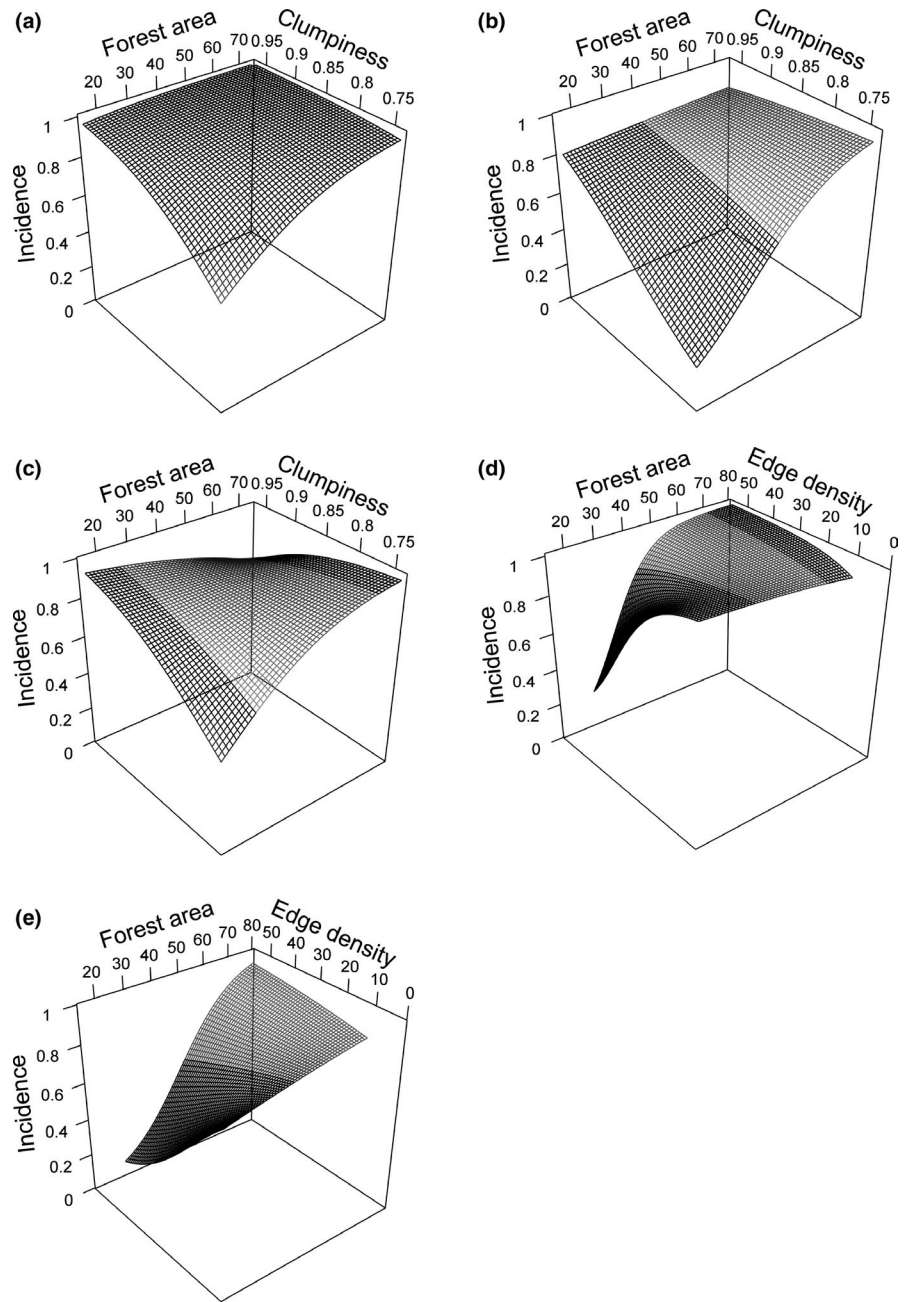 (a)
Forest area
Clumpiness
20 30 40 50 60 70
0.95 0.9 0.85 0.8 0.75
Incidence
1
0.8
0.6
0.4
0.2
0
(b)
Forest area
Clumpiness
20 30 40 50 60 70
0.95 0.9 0.85 0.8 0.75
Incidence
1
0.8
0.6
0.4
0.2
0
(c)
Forest area
Clumpiness
20 30 40 50 60 70
0.95 0.9 0.85 0.8 0.75
Incidence
1
0.8
0.6
0.4
0.2
0
(d)
Forest area
Edge density
20 30 40 50 60 70 80
50 40 30 20 10 0
Incidence
1
0.8
0.6
0.4
0.2
0
(e)
Forest area
Edge density
20 30 40 50 60 70 80
50 40 30 20 10 0
Incidence
1
0.8
0.6
0.4
0.2
0